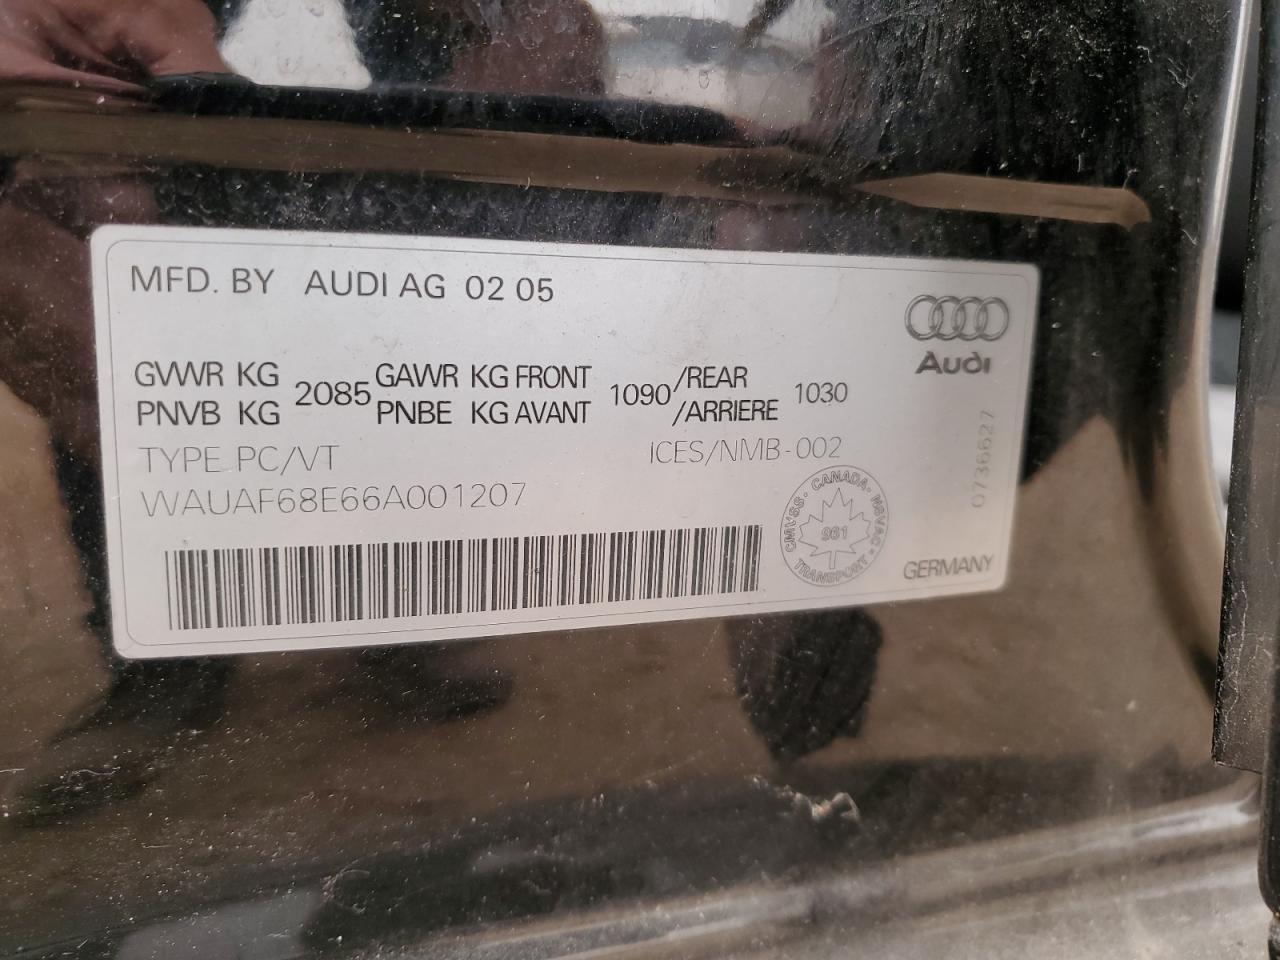 MFD. BY AUDI AG 02 05
Audi
GVWR KG 2085 GAWR KG FRONT 1090 /REAR 1030
PNVB KG PNBE KG AVANT /ARRIERE
TYPE PC/VT ICES/NMB-002
WAUAF68E66A001207
0736627
CMVSS · CANADA · NSVAC · TRANSPORT ·
961
GERMANY